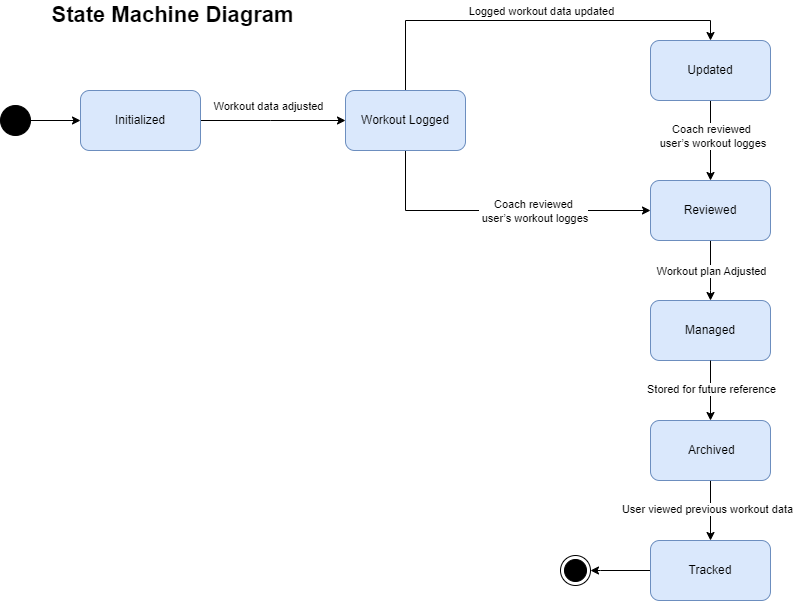 State Machine Diagram
Logged workout data updated
Updated
Workout data adjusted
Initialized
Workout Logged
Coach reviewed
user's workout logges
Coach reviewed
user's workout logges
Reviewed
Workout plan Adjusted
Managed
Stored for future reference
Archived
User viewed previous workout data
Tracked